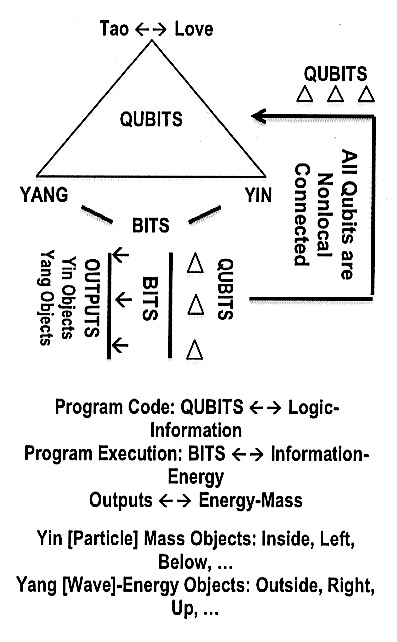 Tao ←→ Love
QUBITS
△ △ △
QUBITS
YANG
YIN
BITS
All Qubits are
Nonlocal
Connected
QUBITS
△ △ △
BITS
← ← ←
OUTPUTS
Yin Objects
Yang Objects
Program Code: QUBITS ←→ Logic-
Information
Program Execution: BITS ←→ Information-
Energy
Outputs ←→ Energy-Mass
Yin [Particle] Mass Objects: Inside, Left,
Below, ...
Yang [Wave]-Energy Objects: Outside, Right,
Up, ...